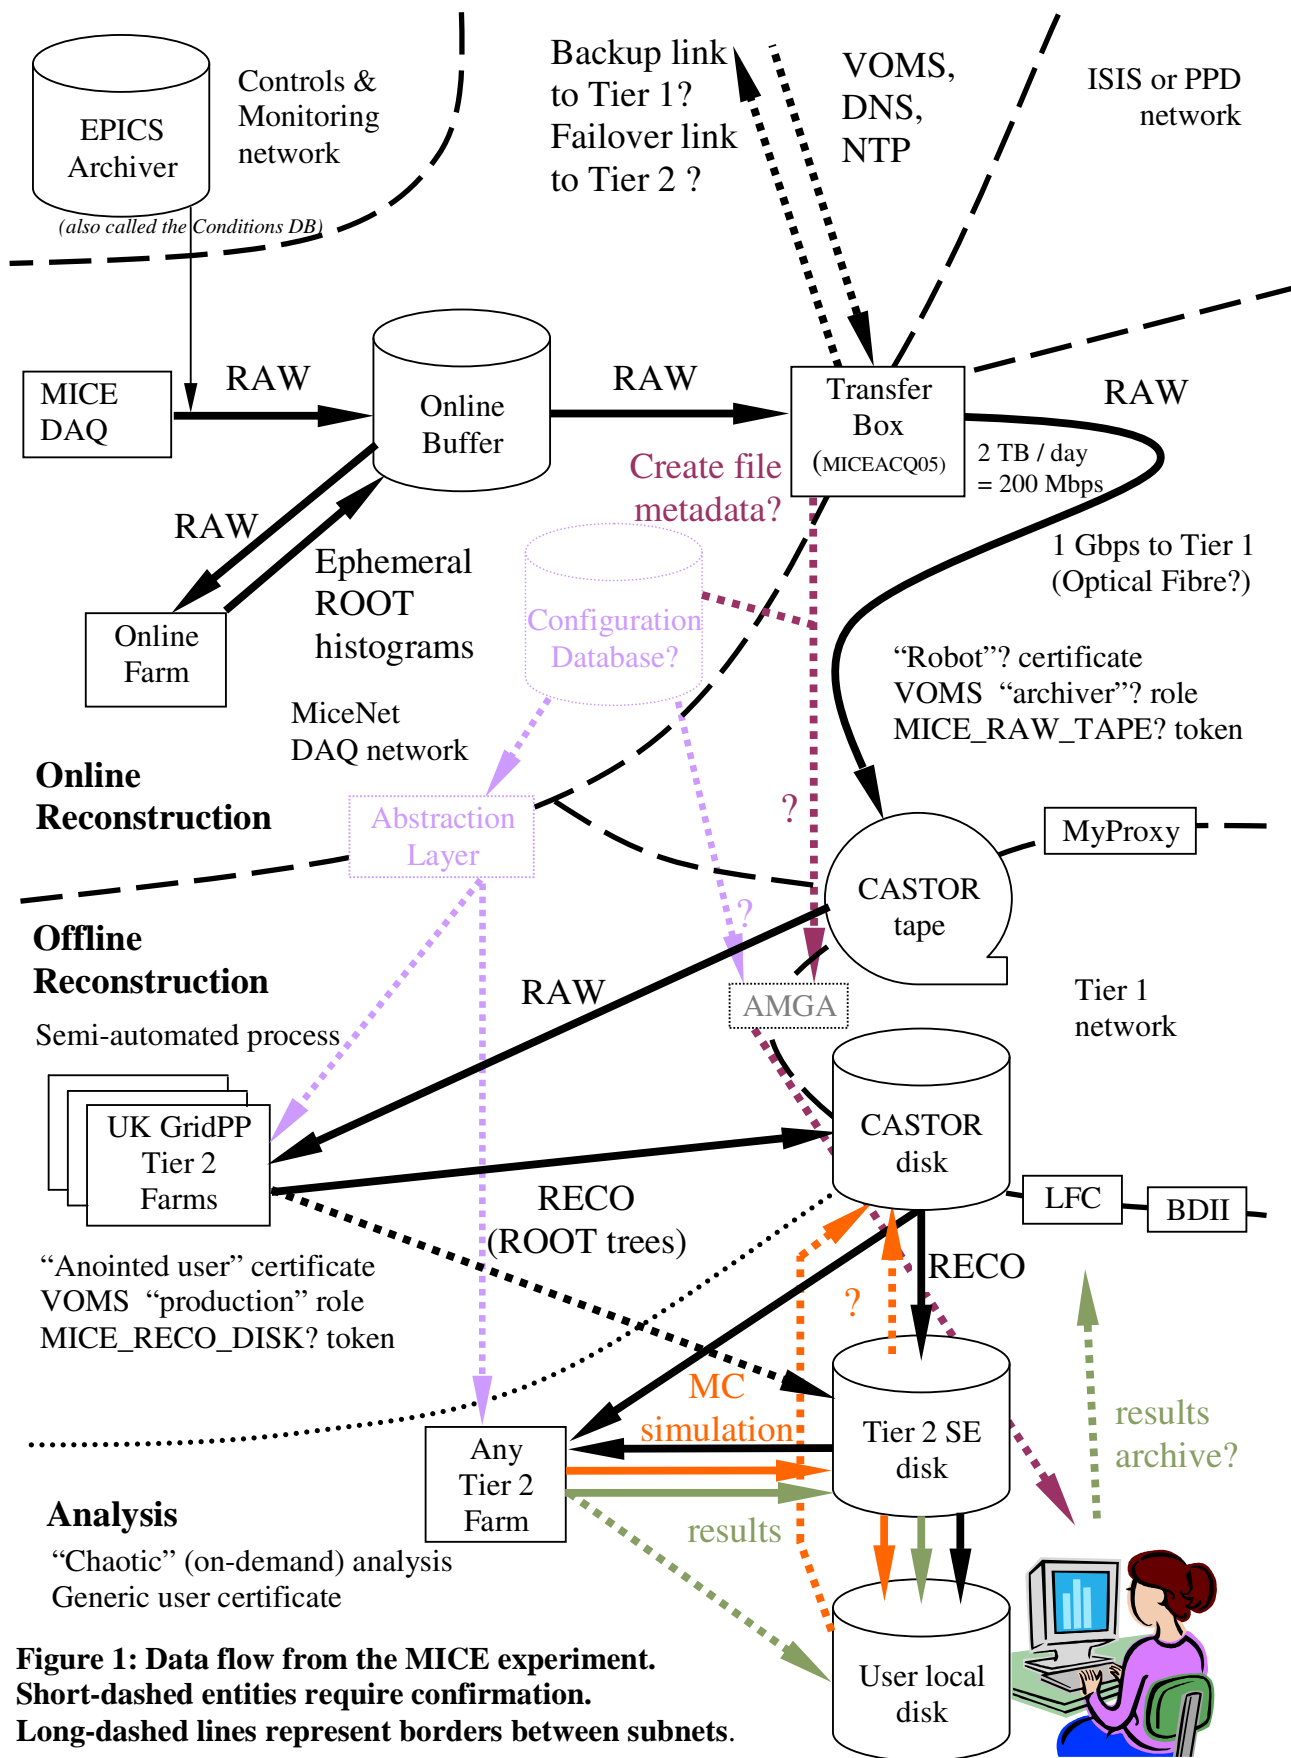 EPICS
Archiver
(also called the Conditions DB)
Controls &
Monitoring
network
Backup link
to Tier 1?
Failover link
to Tier 2 ?
VOMS,
DNS,
NTP
ISIS or PPD
network
MICE
DAQ
RAW
Online
Buffer
RAW
Transfer
Box
(MICEACQ05)
RAW
2 TB / day
= 200 Mbps
Create file
metadata?
RAW
Ephemeral
ROOT
histograms
Online
Farm
Configuration
Database?
1 Gbps to Tier 1
(Optical Fibre?)
“Robot”? certificate
VOMS “archiver”? role
MICE_RAW_TAPE? token
MiceNet
DAQ network
Online
Reconstruction
Abstraction
Layer
?
MyProxy
CASTOR
tape
?
Offline
Reconstruction
RAW
AMGA
Tier 1
network
Semi-automated process
UK GridPP
Tier 2
Farms
CASTOR
disk
RECO
(ROOT trees)
LFC
BDII
“Anointed user” certificate
VOMS “production” role
MICE_RECO_DISK? token
RECO
?
MC
simulation
Tier 2 SE
disk
results
archive?
Any
Tier 2
Farm
Analysis
results
“Chaotic” (on-demand) analysis
Generic user certificate
User local
disk
Figure 1: Data flow from the MICE experiment.
Short-dashed entities require confirmation.
Long-dashed lines represent borders between subnets.